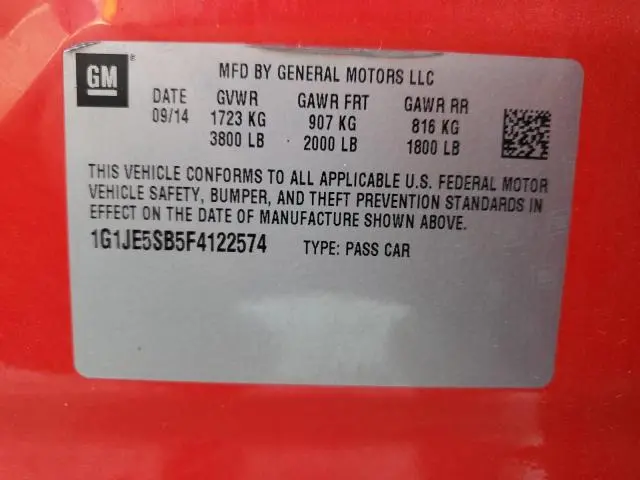 GM®
MFD BY GENERAL MOTORS LLC
DATE GVWR GAWR FRT GAWR RR
09/14 1723 KG 907 KG 816 KG
3800 LB 2000 LB 1800 LB
THIS VEHICLE CONFORMS TO ALL APPLICABLE U.S. FEDERAL MOTOR
VEHICLE SAFETY, BUMPER, AND THEFT PREVENTION STANDARDS IN
EFFECT ON THE DATE OF MANUFACTURE SHOWN ABOVE.
1G1JE5SB5F4122574 TYPE: PASS CAR